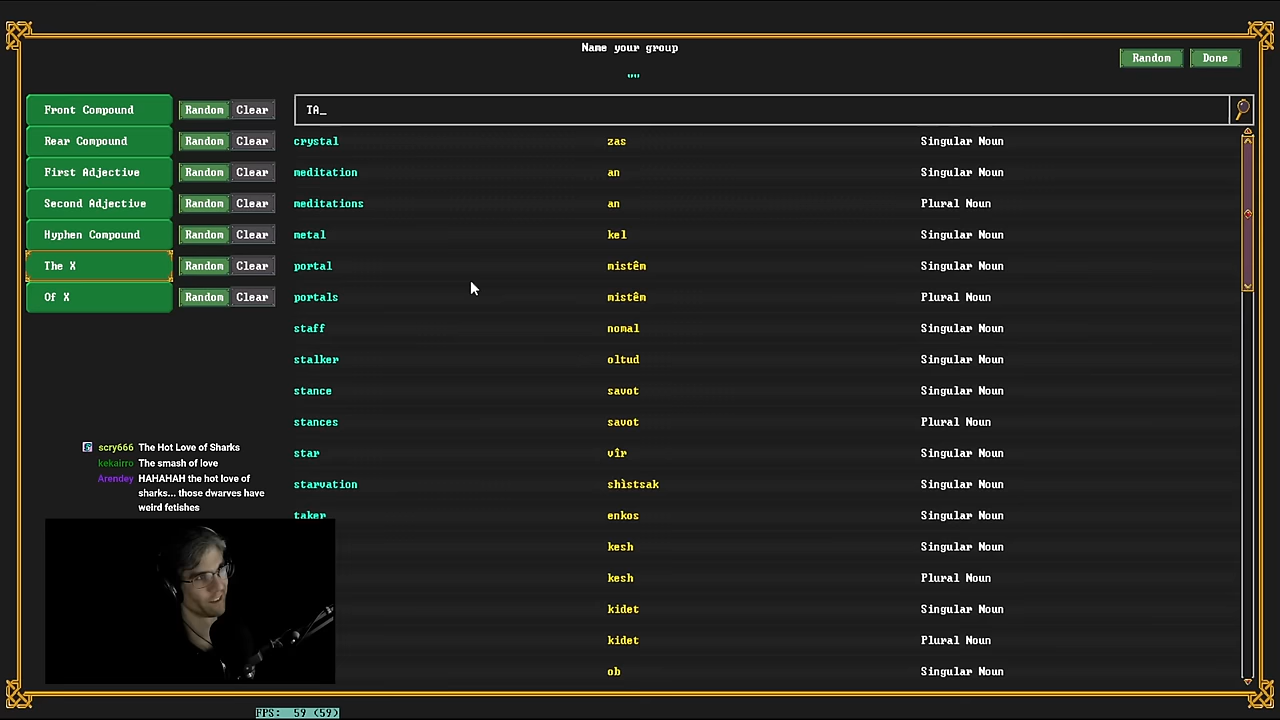 Name your group
""
Random Done
Front Compound Random Clear TA_
Rear Compound Random Clear crystal zas Singular Noun
First Adjective Random Clear meditation an Singular Noun
Second Adjective Random Clear meditations an Plural Noun
Hyphen Compound Random Clear metal kel Singular Noun
The X Random Clear portal mistêm Singular Noun
Of X Random Clear portals mistêm Plural Noun
staff nomal Singular Noun
stalker oltud Singular Noun
stance savot Singular Noun
stances savot Plural Noun
star vîr Singular Noun
starvation shìstsak Singular Noun
taker enkos Singular Noun
kesh Singular Noun
kesh Plural Noun
kidet Singular Noun
kidet Plural Noun
ob Singular Noun
scry666 The Hot Love of Sharks
kekairro The smash of love
Arendey HAHAHAH the hot love of
sharks... those dwarves have
weird fetishes
FPS: 59 (59)